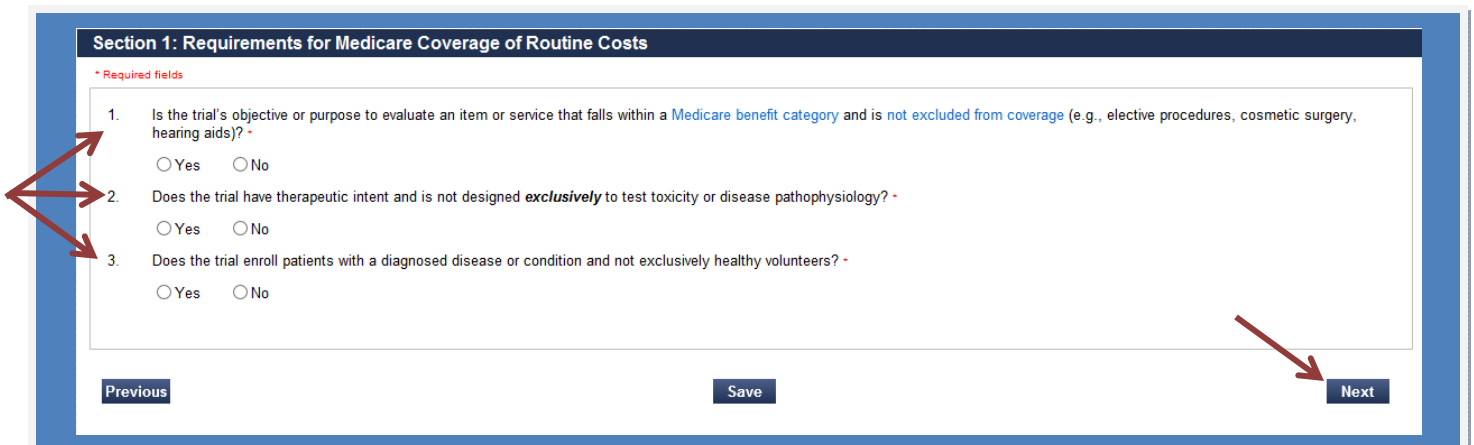 Section 1: Requirements for Medicare Coverage of Routine Costs
* Required fields
1. Is the trial's objective or purpose to evaluate an item or service that falls within a Medicare benefit category and is not excluded from coverage (e.g., elective procedures, cosmetic surgery,
hearing aids)? *
Yes No
2. Does the trial have therapeutic intent and is not designed exclusively to test toxicity or disease pathophysiology? *
Yes No
3. Does the trial enroll patients with a diagnosed disease or condition and not exclusively healthy volunteers? *
Yes No
Previous Save Next